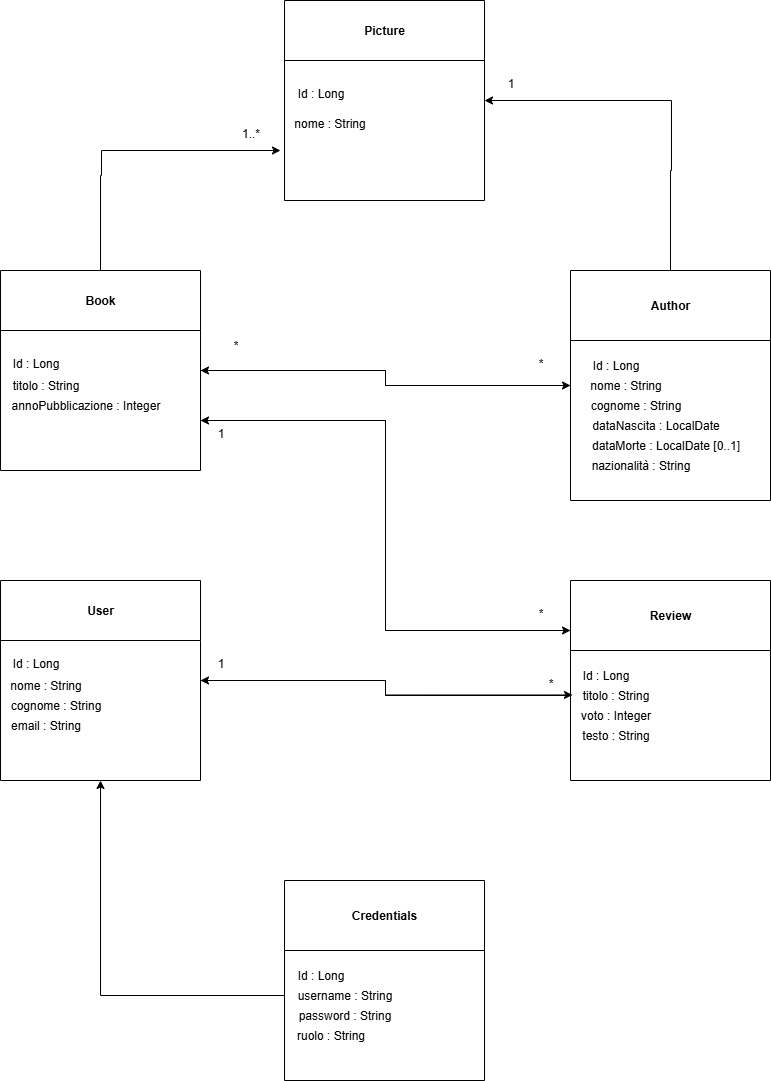 Picture
Id : Long
nome : String
1
1..*
Book
Id : Long
titolo : String
annoPubblicazione : Integer
Author
Id : Long
nome : String
cognome : String
dataNascita : LocalDate
dataMorte : LocalDate [0..1]
nazionalità : String
*
*
1
*
User
Id : Long
nome : String
cognome : String
email : String
Review
Id : Long
titolo : String
voto : Integer
testo : String
1
*
Credentials
Id : Long
username : String
password : String
ruolo : String